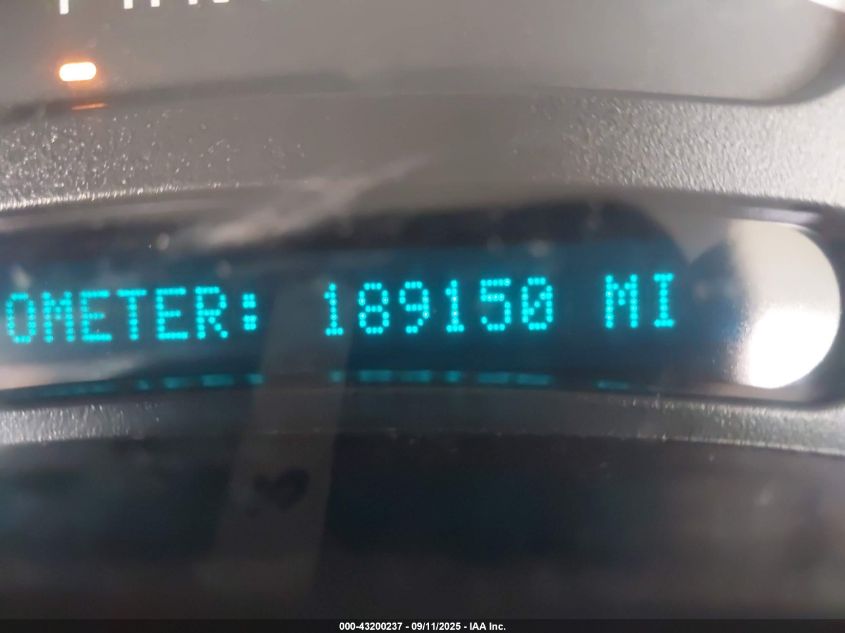 OMETER: 189150 MI
000-43200237 - 09/11/2025 - IAA Inc.